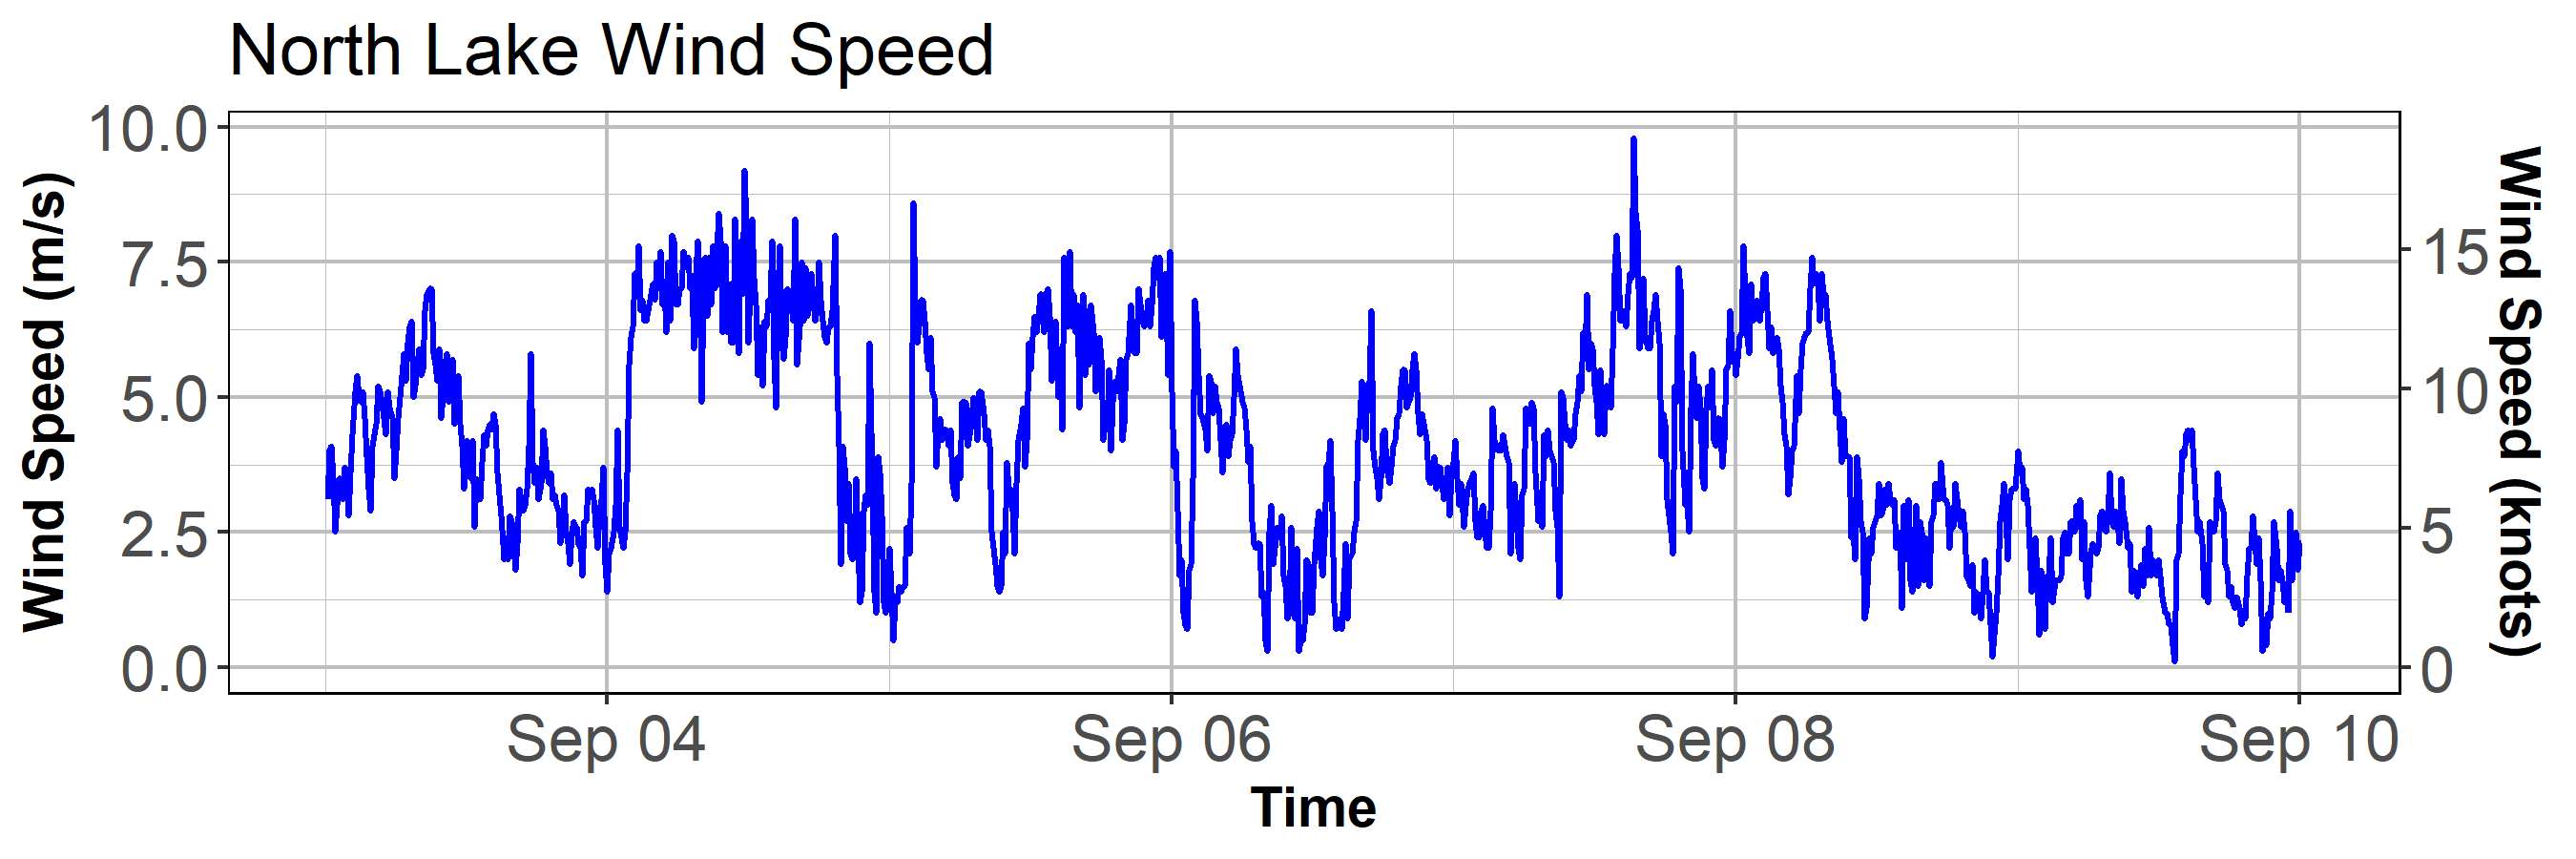 North Lake Wind Speed
Wind Speed (m/s)
10.0
7.5
5.0
2.5
0.0
15
10
5
0
Wind Speed (knots)
Sep 04
Sep 06
Sep 08
Sep 10
Time